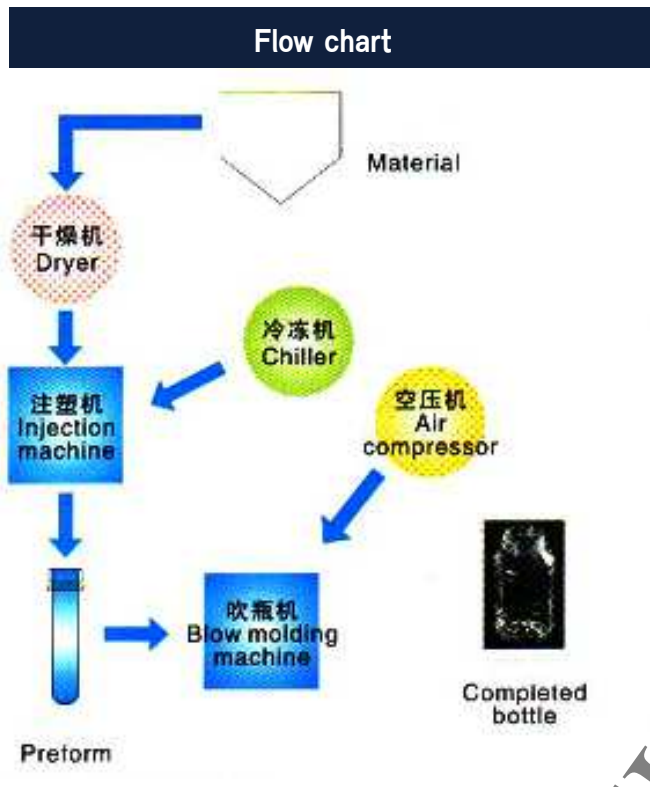 Flow chart
Material
干燥机
Dryer
冷冻机
Chiller
注塑机
Injection
machine
空压机
Air
compressor
吹瓶机
Blow molding
machine
Completed
bottle
Preform